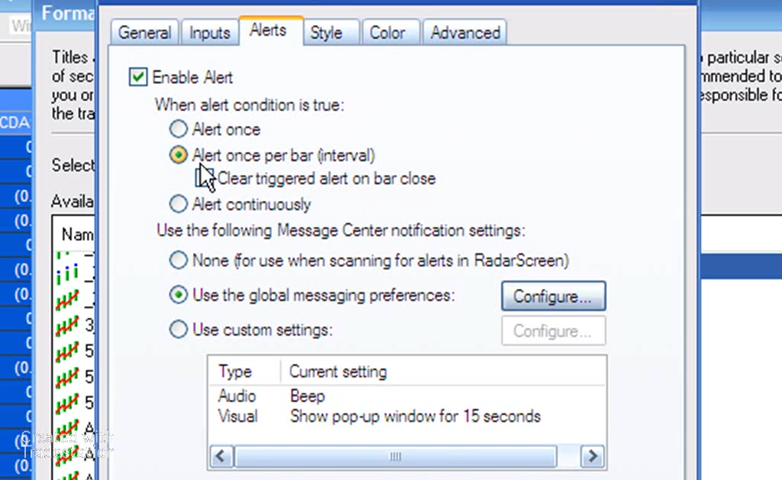 Forma
Wi
General Inputs Alerts Style Color Advanced
Titles
of sec
you or
the tra
particular se
mmended to
esponsible fo
Enable Alert
When alert condition is true:
CDA
Alert once
Alert once per bar (interval)
Select
Clear triggered alert on bar close
Availa
Alert continuously
Nam
Use the following Message Center notification settings:
None (for use when scanning for alerts in RadarScreen)
Use the global messaging preferences: Configure...
Use custom settings: Configure...
Type Current setting
Audio Beep
Visual Show pop-up window for 15 seconds